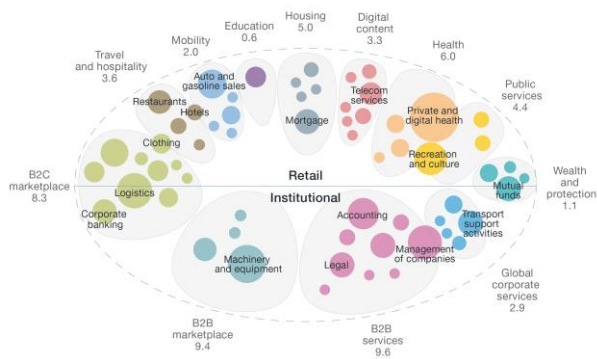 Housing
5.0
Education
0.6
Digital
content
3.3
Mobility
2.0
Health
6.0
Travel
and hospitality
3.6
Public
services
4.4
Auto and
gasoline sales
Telecom
services
Restaurants
Hotels
Mortgage
Private and
digital health
Clothing
Recreation
and culture
B2C
marketplace
8.3
Retail
Wealth
and
protection
1.1
Logistics
Mutual
funds
Institutional
Corporate
banking
Accounting
Transport
support
activities
Machinery
and equipment
Legal
Management
of companies
Global
corporate
services
2.9
B2B
marketplace
9.4
B2B
services
9.6